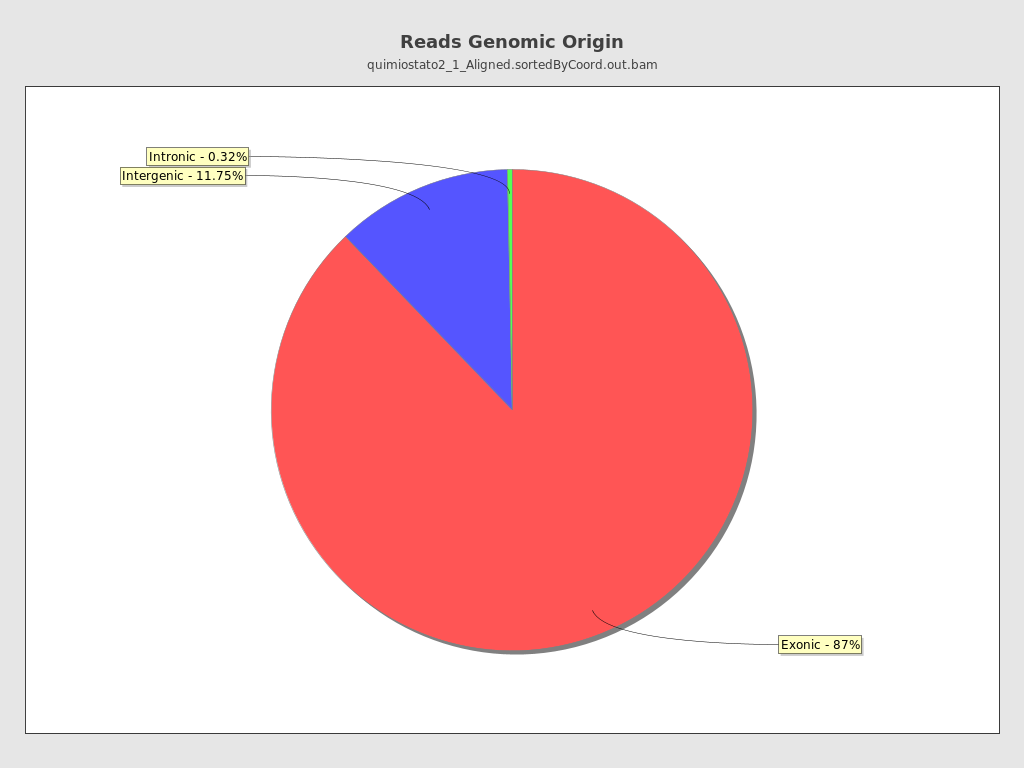 Reads Genomic Origin
quimiostato2_1_Aligned.sortedByCoord.out.bam
Intronic - 0.32%
Intergenic - 11.75%
Exonic - 87%